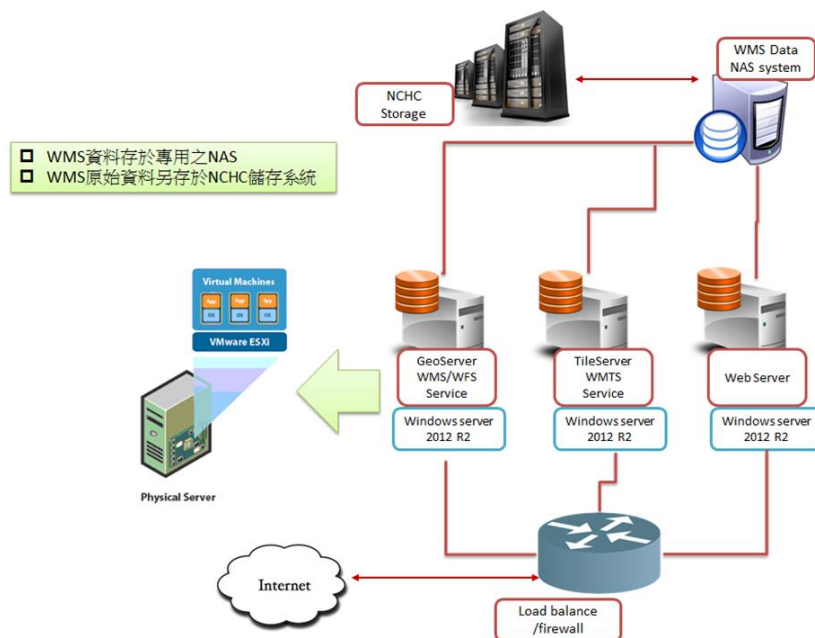 WMS Data
NAS system
NCHC
Storage
WMS資料存於專用之NAS
WMS原始資料另存於NCHC儲存系統
Virtual Machines
App
App
App
OS
OS
OS
VMware ESXI
Physical Server
GeoServer
WMS/WFS
Service
TileServer
WMTS
Service
Web Server
Windows server
2012 R2
Windows server
2012 R2
Windows server
2012 R2
Internet
Load balance
/firewall